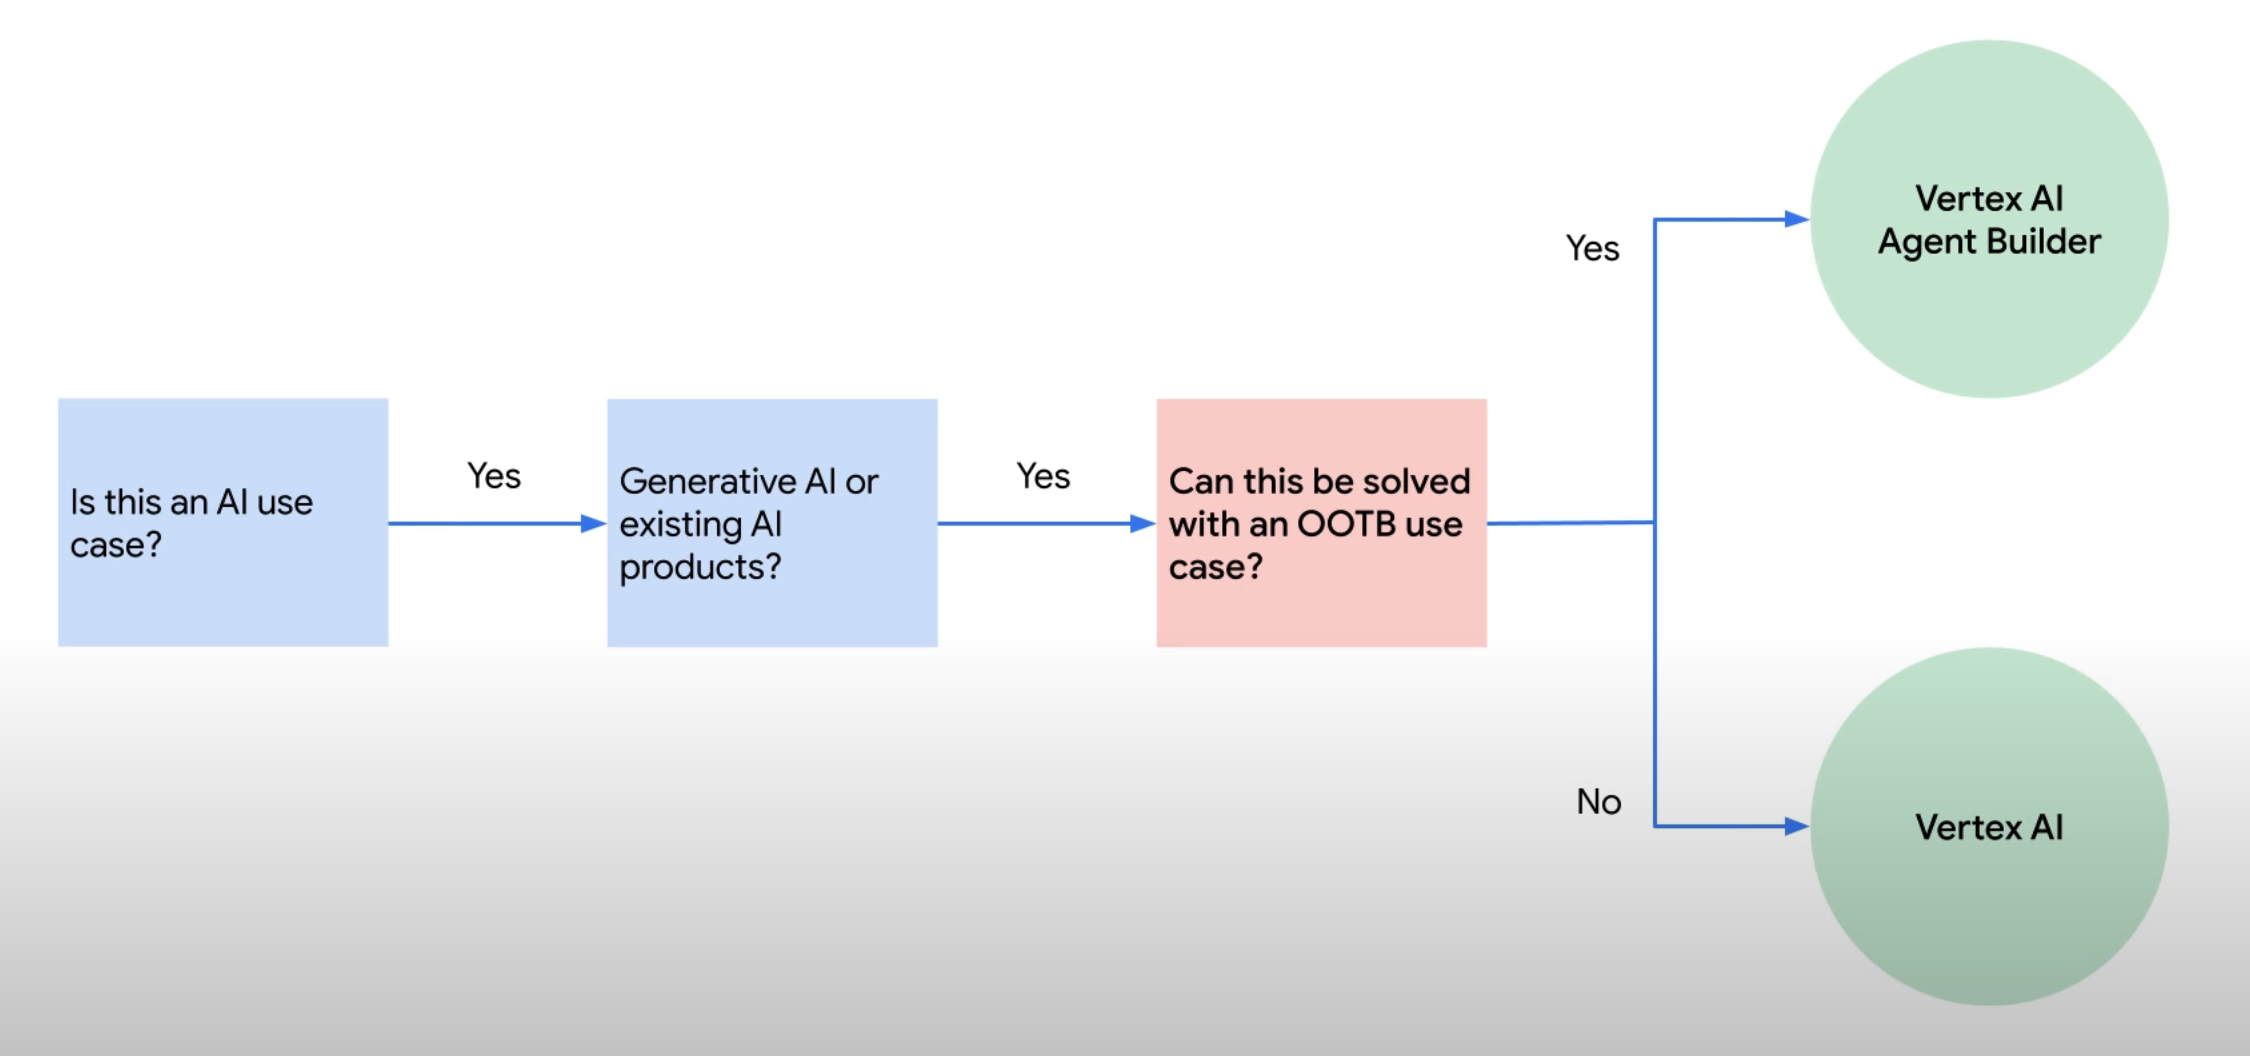 Is this an AI use
case?
Yes
Generative AI or
existing AI
products?
Yes
Can this be solved
with an OOTB use
case?
Yes
Vertex AI
Agent Builder
No
Vertex AI